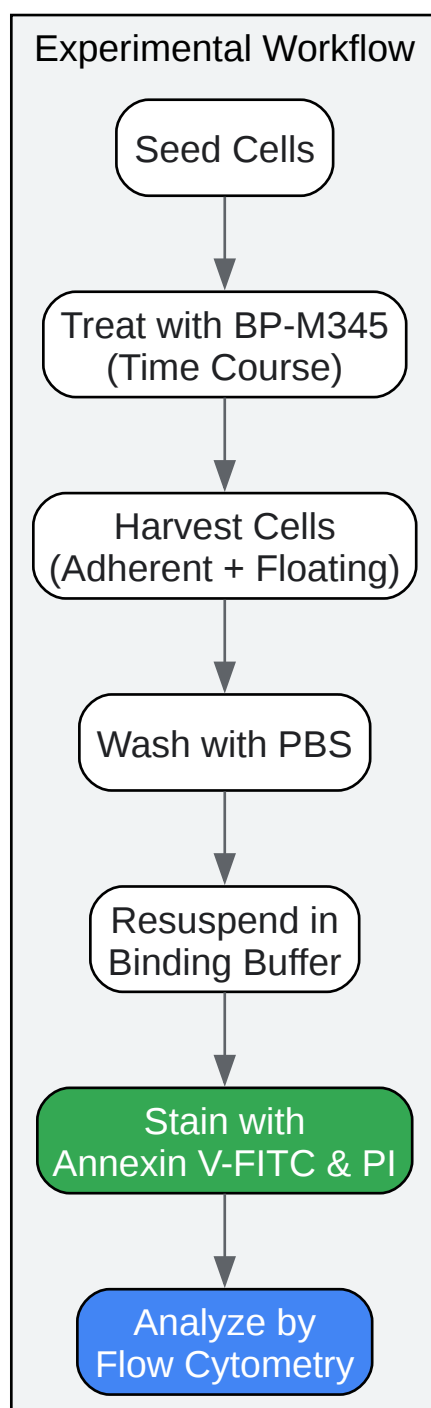 Experimental Workflow
Seed Cells
Treat with BP-M345
(Time Course)
Harvest Cells
(Adherent + Floating)
Wash with PBS
Resuspend in
Binding Buffer
Stain with
Annexin V-FITC & PI
Analyze by
Flow Cytometry